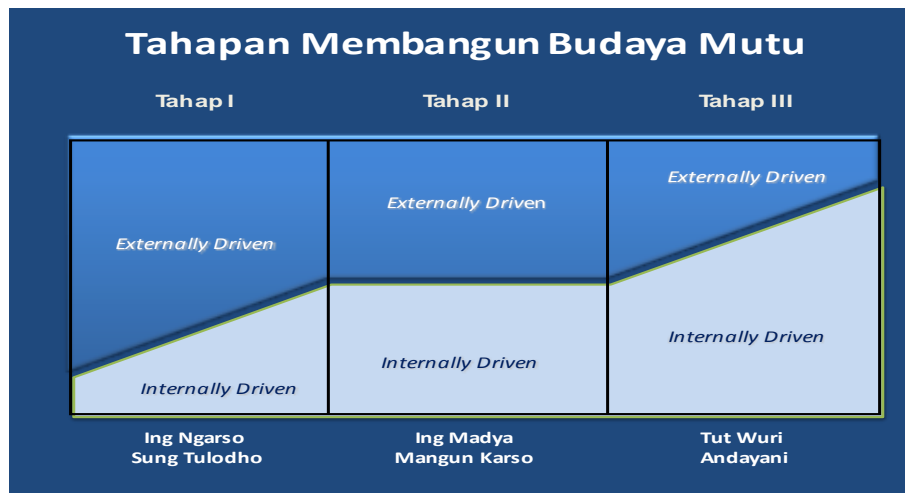 Tahapan Membangun Budaya Mutu
Tahap I
Tahap II
Tahap III
Externally Driven
Externally Driven
Externally Driven
Internally Driven
Internally Driven
Internally Driven
Ing Ngarso
Sung Tulodho
Ing Madya
Mangun Karso
Tut Wuri
Andayani